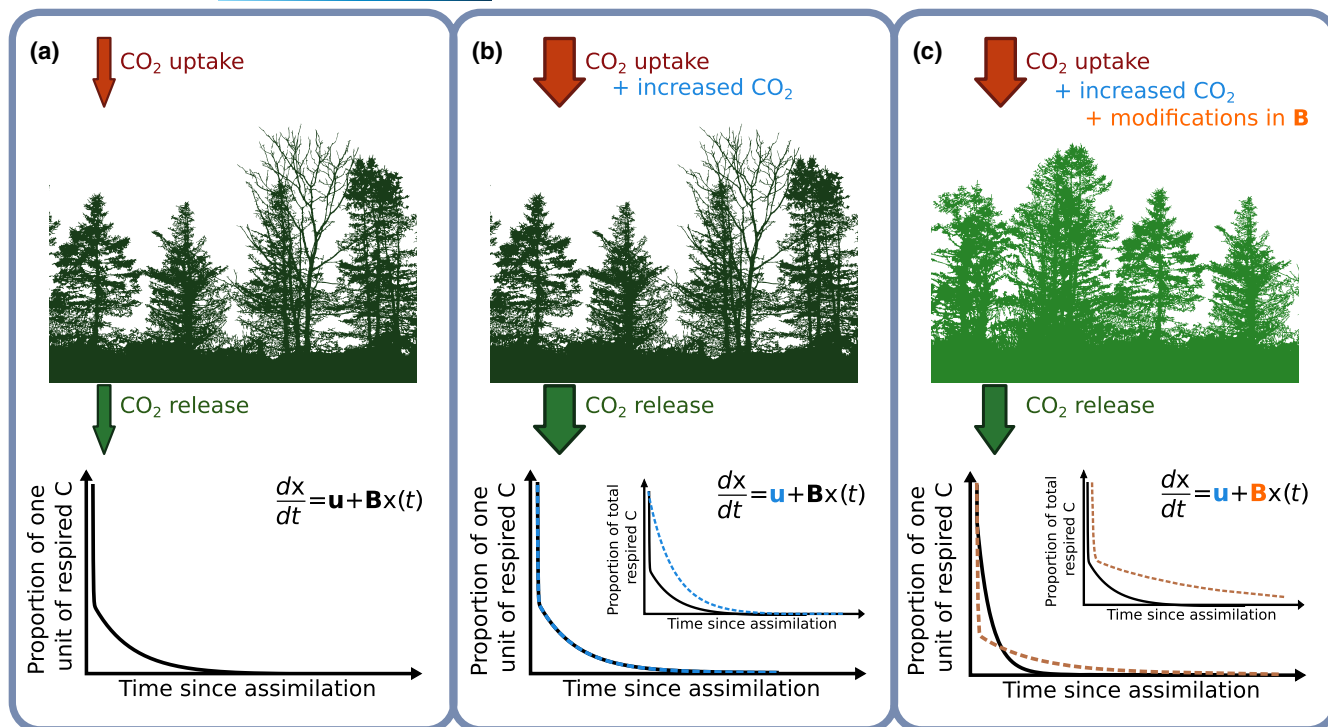 (a)
CO₂ uptake
CO₂ release
Proportion of one
unit of respired C
dx
dt
=u+Bx(t)
Time since assimilation
(b)
CO₂ uptake
+ increased CO₂
CO₂ release
Proportion of one
unit of respired C
Proportion of total
respired C
Time since assimilation
dx
dt
=u+Bx(t)
Time since assimilation
(c)
CO₂ uptake
+ increased CO₂
+ modifications in B
CO₂ release
Proportion of one
unit of respired C
Proportion of total
respired C
Time since assimilation
dx
dt
=u+Bx(t)
Time since assimilation